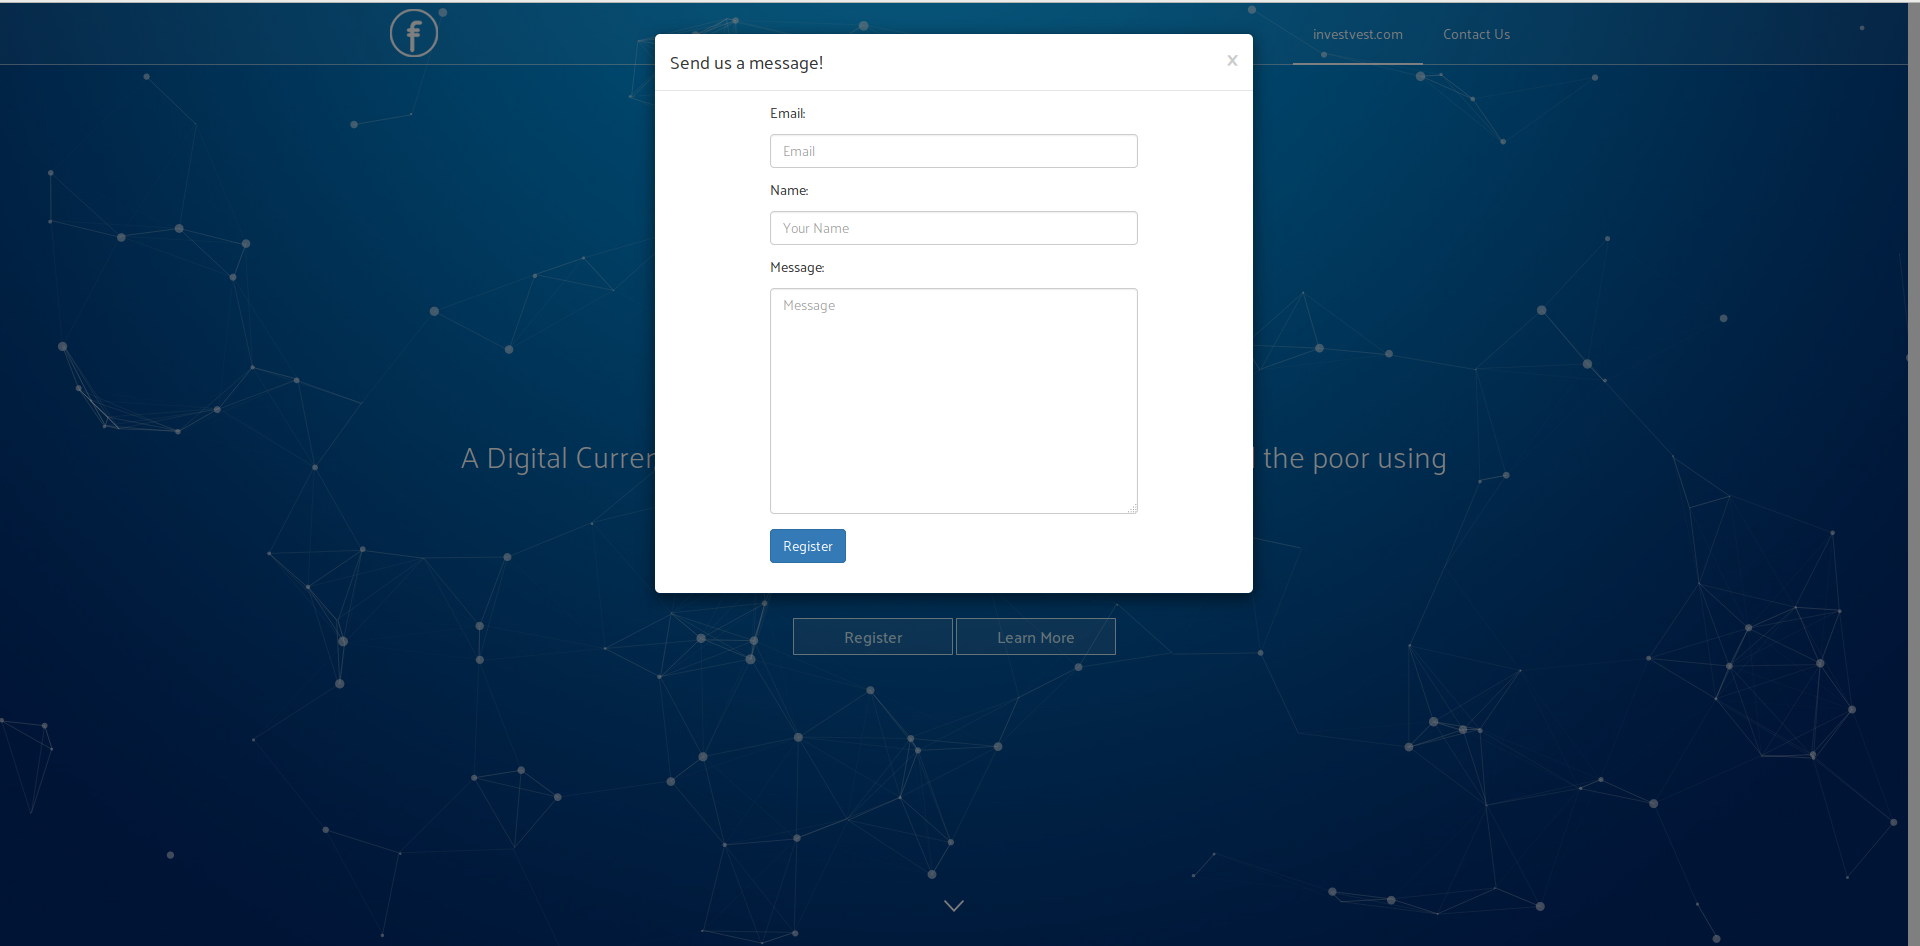 investvest.com
Contact Us
Send us a message!
x
Email:
Email
Name:
Your Name
Message:
Message
Register
A Digital
the poor using
Register
Learn More